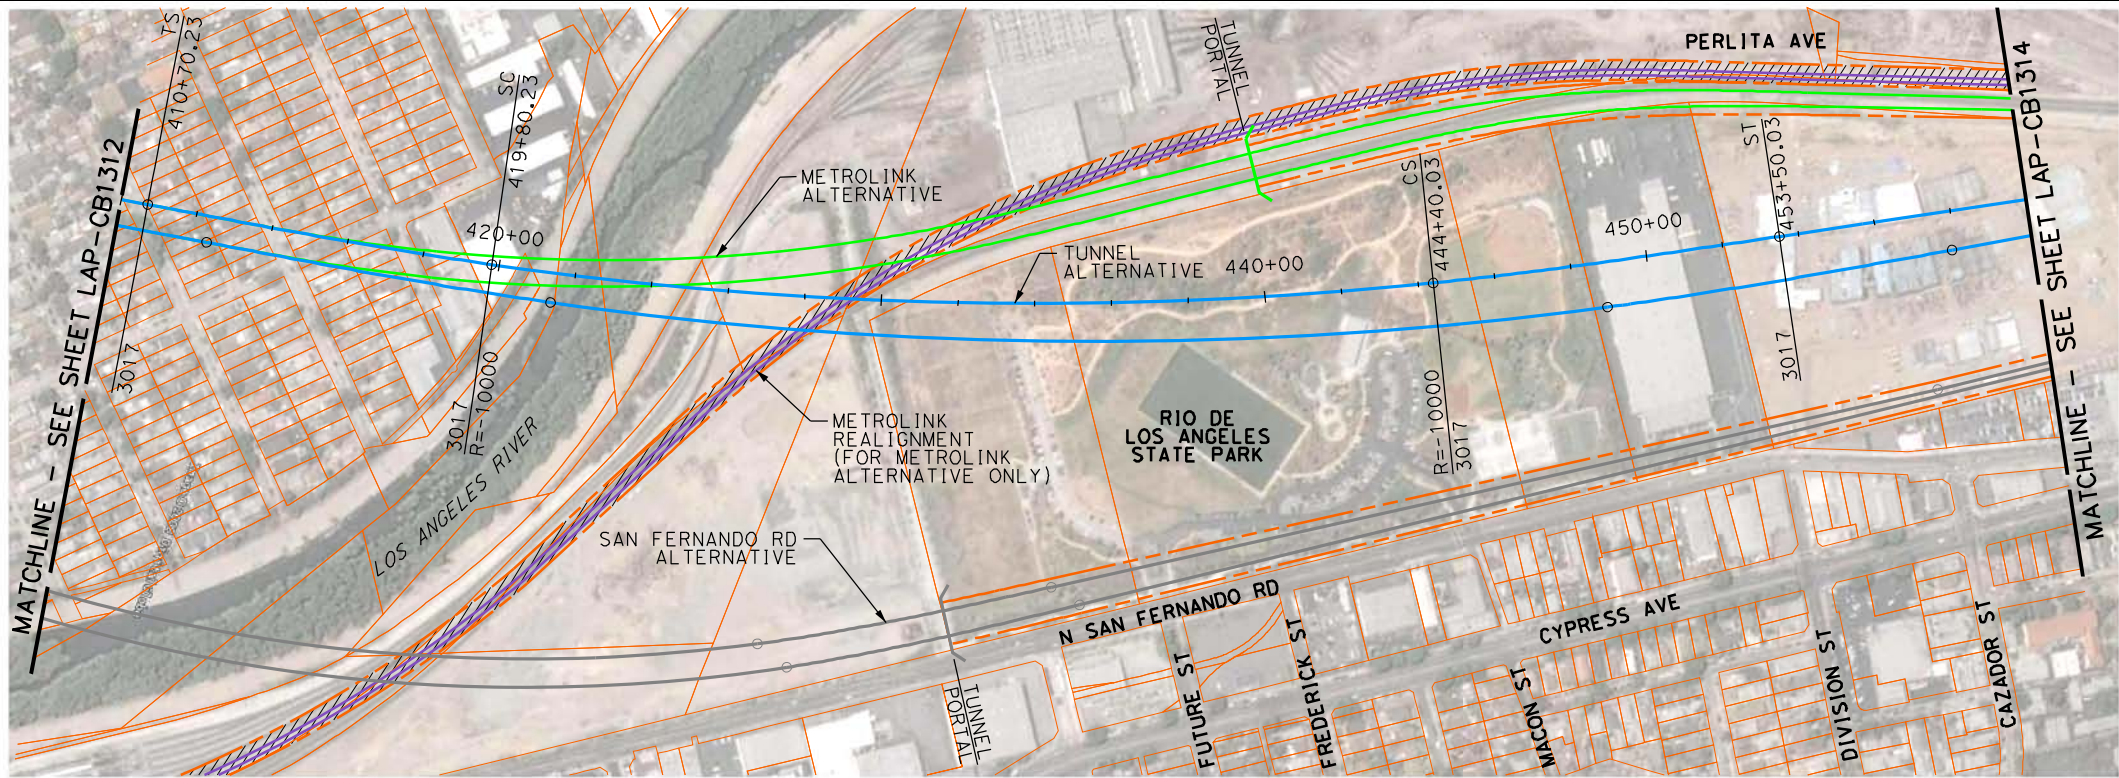 TS
410+70.23
3017
MATCHLINE - SEE SHEET LAP-CB1312
SC
419+80.23
3017
R=-10000
420+00
METROLINK
ALTERNATIVE
TUNNEL
PORTAL
PERLITA AVE
TUNNEL
ALTERNATIVE
440+00
CS
444+40.03
R=-10000
3017
450+00
ST
453+50.03
3017
MATCHLINE - SEE SHEET LAP-CB1314
METROLINK
REALIGNMENT
(FOR METROLINK
ALTERNATIVE ONLY)
RIO DE
LOS ANGELES
STATE PARK
LOS ANGELES RIVER
SAN FERNANDO RD
ALTERNATIVE
TUNNEL
PORTAL
N SAN FERNANDO RD
CYPRESS AVE
FUTURE ST
FREDERICK ST
MACON ST
DIVISION ST
CAZADOR ST